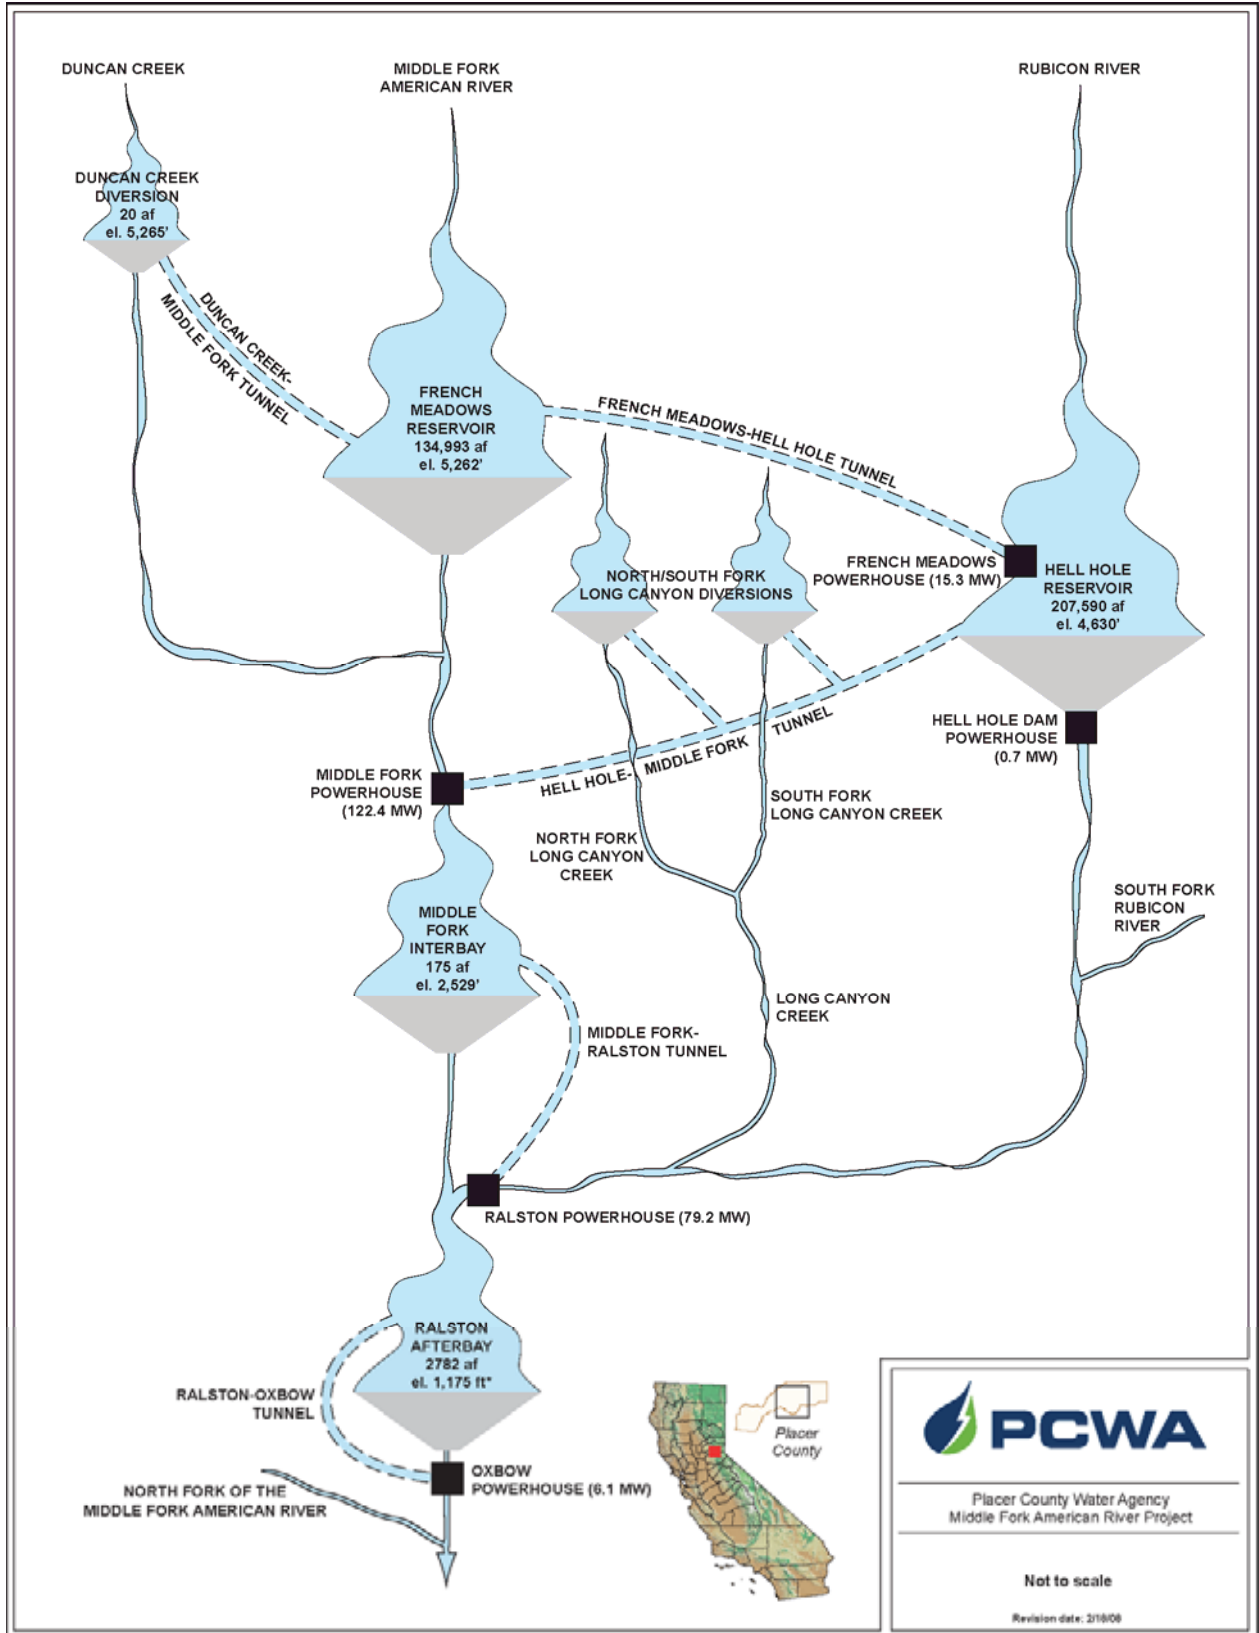 DUNCAN CREEK
MIDDLE FORK
AMERICAN RIVER
RUBICON RIVER
DUNCAN CREEK
DIVERSION
20 af
el. 5,265'
DUNCAN CREEK-
MIDDLE FORK TUNNEL
FRENCH
MEADOWS
RESERVOIR
134,993 af
el. 5,262'
FRENCH MEADOWS-HELL HOLE TUNNEL
NORTH/SOUTH FORK
LONG CANYON DIVERSIONS
FRENCH MEADOWS
POWERHOUSE (15.3 MW)
HELL HOLE
RESERVOIR
207,590 af
el. 4,630'
HELL HOLE DAM
POWERHOUSE
(0.7 MW)
HELL HOLE- MIDDLE FORK TUNNEL
MIDDLE FORK
POWERHOUSE
(122.4 MW)
SOUTH FORK
LONG CANYON CREEK
NORTH FORK
LONG CANYON
CREEK
SOUTH FORK
RUBICON
RIVER
MIDDLE
FORK
INTERBAY
175 af
el. 2,529'
LONG CANYON
CREEK
MIDDLE FORK-
RALSTON TUNNEL
RALSTON POWERHOUSE (79.2 MW)
RALSTON
AFTERBAY
2782 af
el. 1,175 ft"
RALSTON-OXBOW
TUNNEL
OXBOW
POWERHOUSE (6.1 MW)
NORTH FORK OF THE
MIDDLE FORK AMERICAN RIVER
Placer
County
PCWA
Placer County Water Agency
Middle Fork American River Project
Not to scale
Revision date: 2/18/08